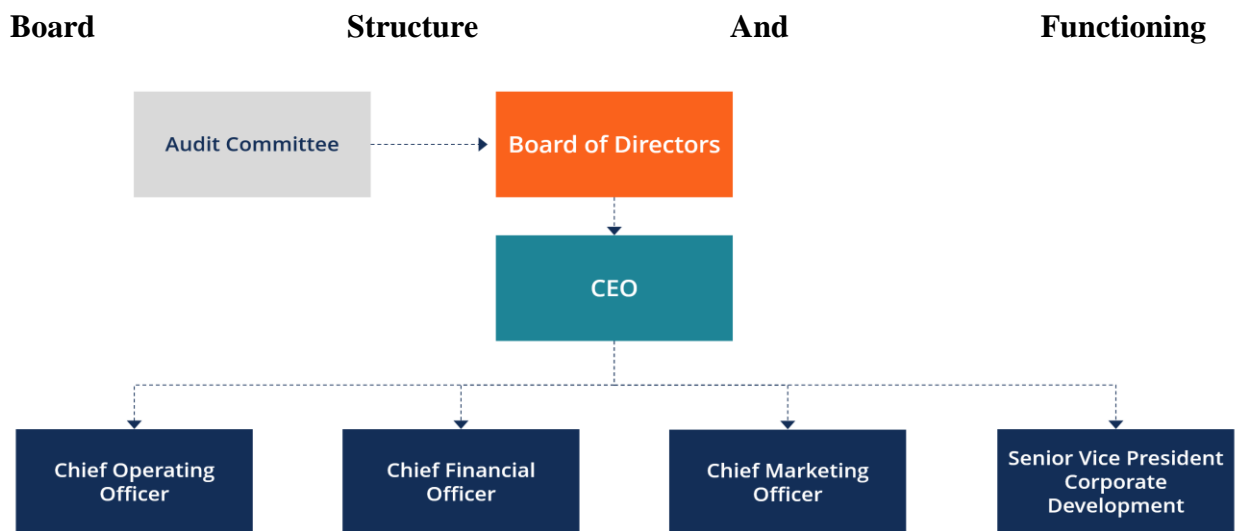 Board Structure And Functioning
Audit Committee
Board of Directors
CEO
Chief Operating
Officer
Chief Financial
Officer
Chief Marketing
Officer
Senior Vice President
Corporate
Development